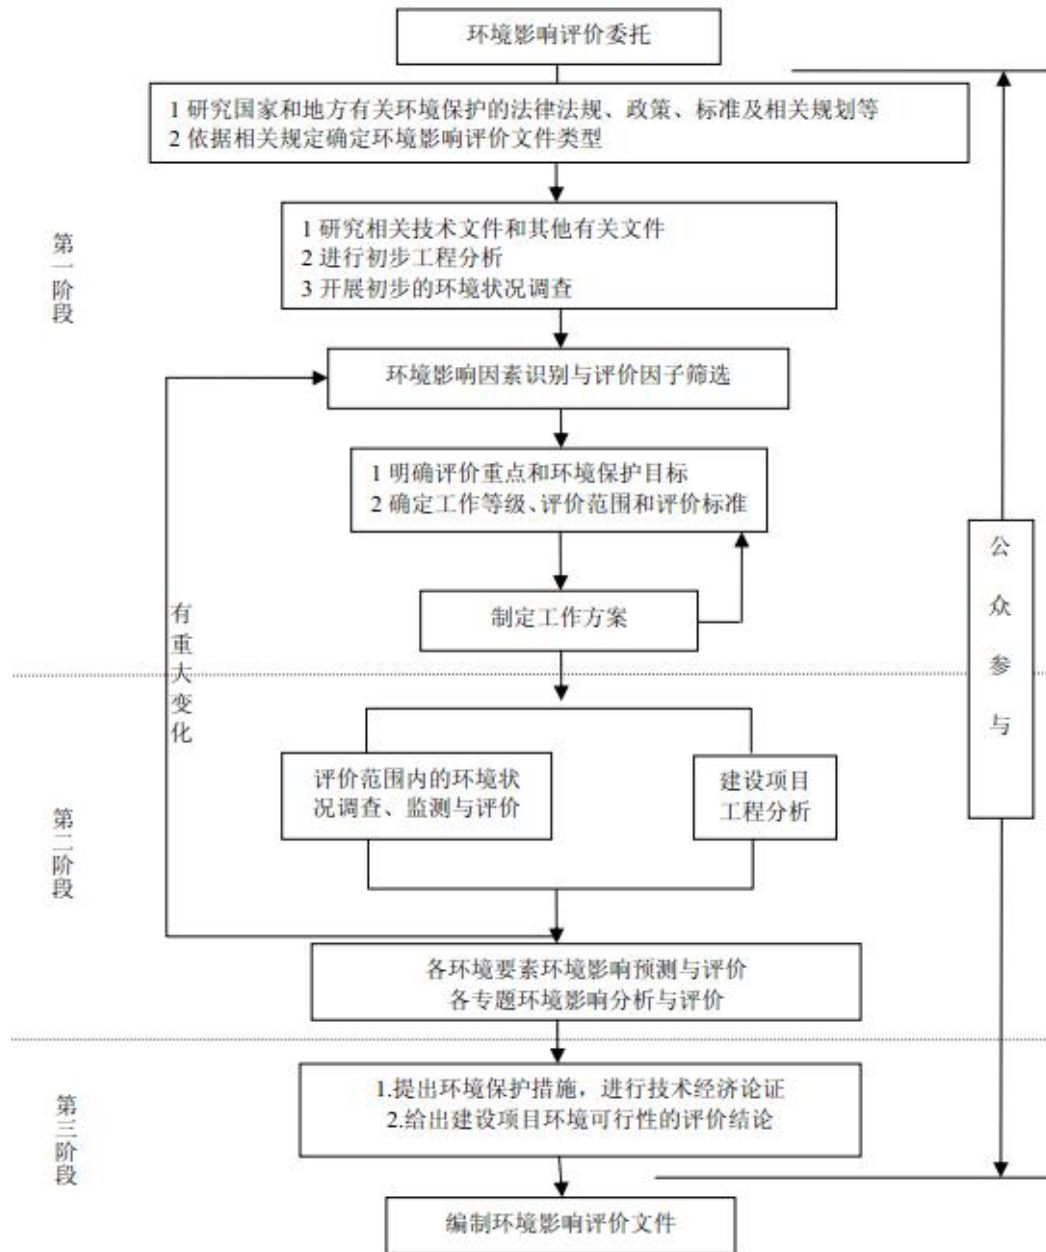 环境影响评价委托
1 研究国家和地方有关环境保护的法律法规、政策、标准及相关规划等
2 依据相关规定确定环境影响评价文件类型
第一阶段
1 研究相关技术文件和其他有关文件
2 进行初步工程分析
3 开展初步的环境状况调查
环境影响因素识别与评价因子筛选
1 明确评价重点和环境保护目标
2 确定工作等级、评价范围和评价标准
制定工作方案
有重大变化
公众参与
第二阶段
评价范围内的环境状
况调查、监测与评价
建设项目
工程分析
各环境要素环境影响预测与评价
各专题环境影响分析与评价
第三阶段
1.提出环境保护措施，进行技术经济论证
2.给出建设项目环境可行性的评价结论
编制环境影响评价文件